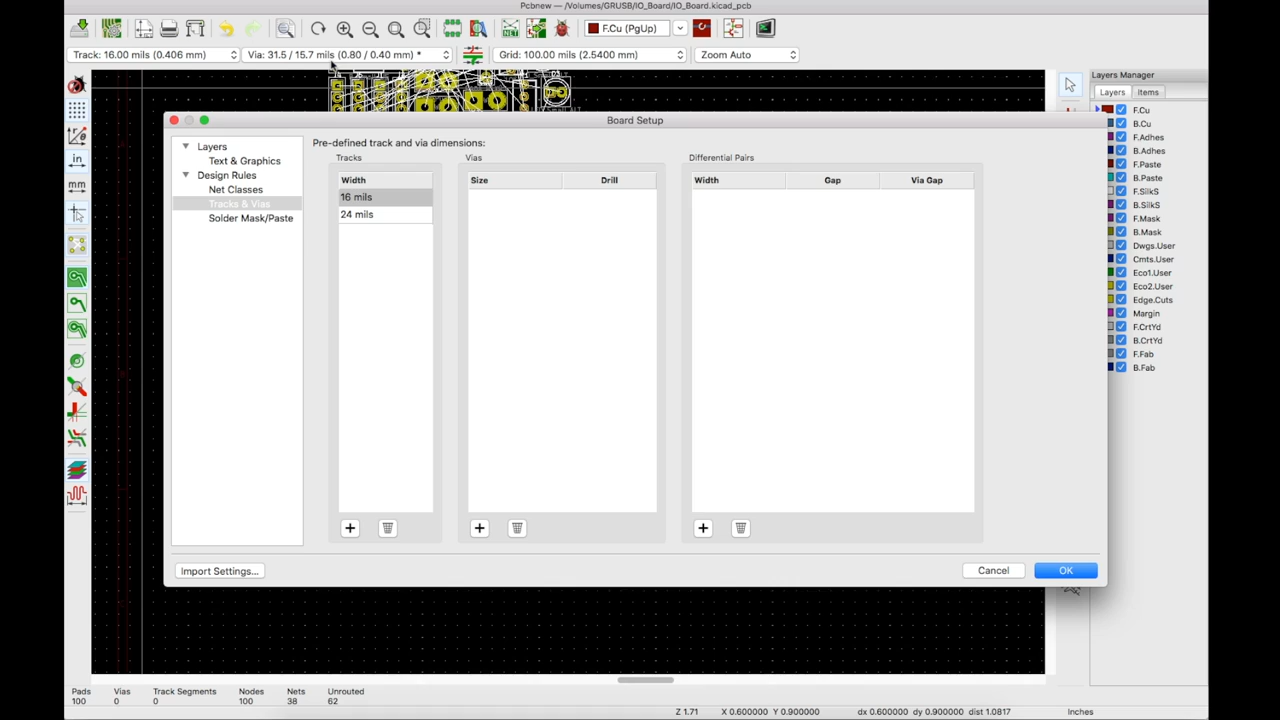 Pcbnew — /Volumes/GRUSB/IO_Board/IO_Board.kicad_pcb
F.Cu (PgUp)
Track: 16.00 mils (0.406 mm)
Via: 31.5 / 15.7 mils (0.80 / 0.40 mm) *
Grid: 100.00 mils (2.5400 mm)
Zoom Auto
Layers Manager
Layers
Items
F.Cu
B.Cu
F.Adhes
B.Adhes
F.Paste
B.Paste
F.SilkS
B.SilkS
F.Mask
B.Mask
Dwgs.User
Cmts.User
Eco1.User
Eco2.User
Edge.Cuts
Margin
F.CrtYd
B.CrtYd
F.Fab
B.Fab
in
mm
NET
Board Setup
Layers
Text & Graphics
Design Rules
Net Classes
Tracks & Vias
Solder Mask/Paste
Pre-defined track and via dimensions:
Tracks
Width
16 mils
24 mils
Vias
Size
Drill
Differential Pairs
Width
Gap
Via Gap
Import Settings...
Cancel
OK
Pads
100
Vias
0
Track Segments
0
Nodes
100
Nets
38
Unrouted
62
Z 1.71
X 0.600000 Y 0.900000
dx 0.600000 dy 0.900000 dist 1.0817
Inches